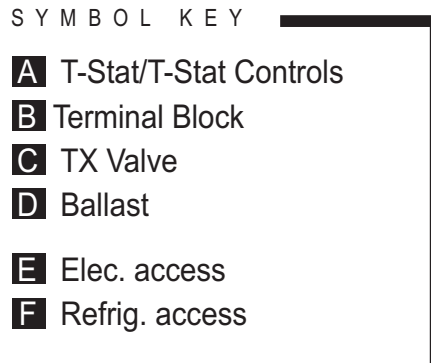 SYMBOL KEY
A T-Stat/T-Stat Controls
B Terminal Block
C TX Valve
D Ballast
E Elec. access
F Refrig. access